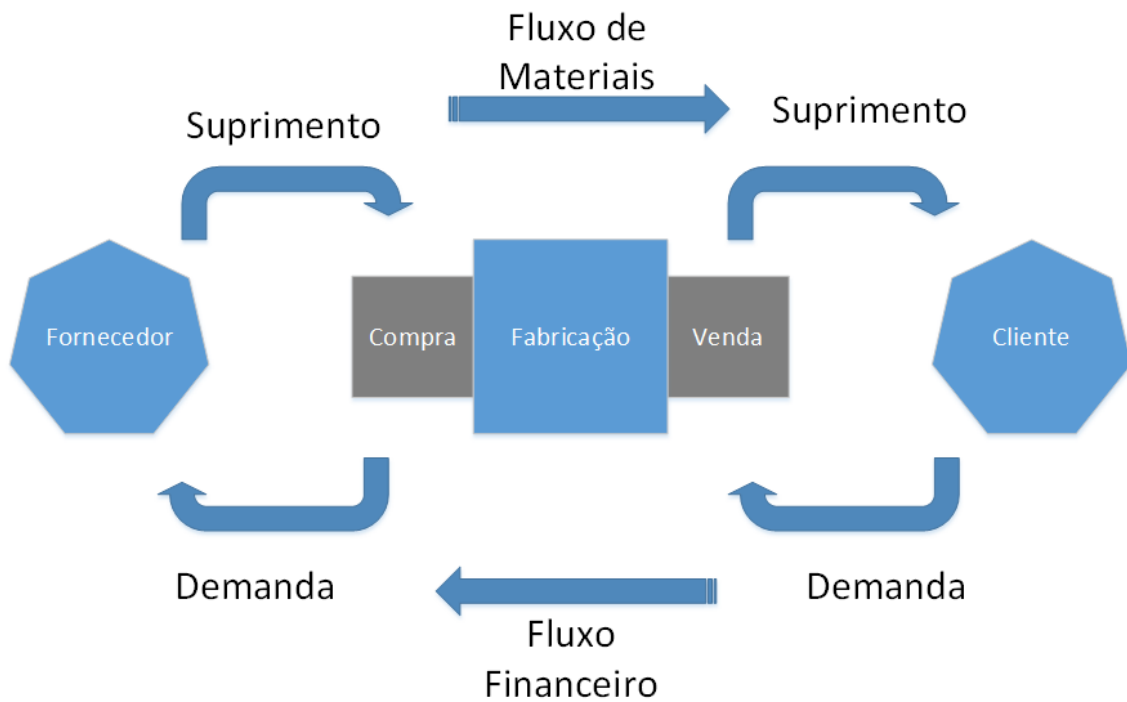 Fluxo de
Materiais
Suprimento
Suprimento
Fornecedor
Compra
Fabricação
Venda
Cliente
Demanda
Demanda
Fluxo
Financeiro